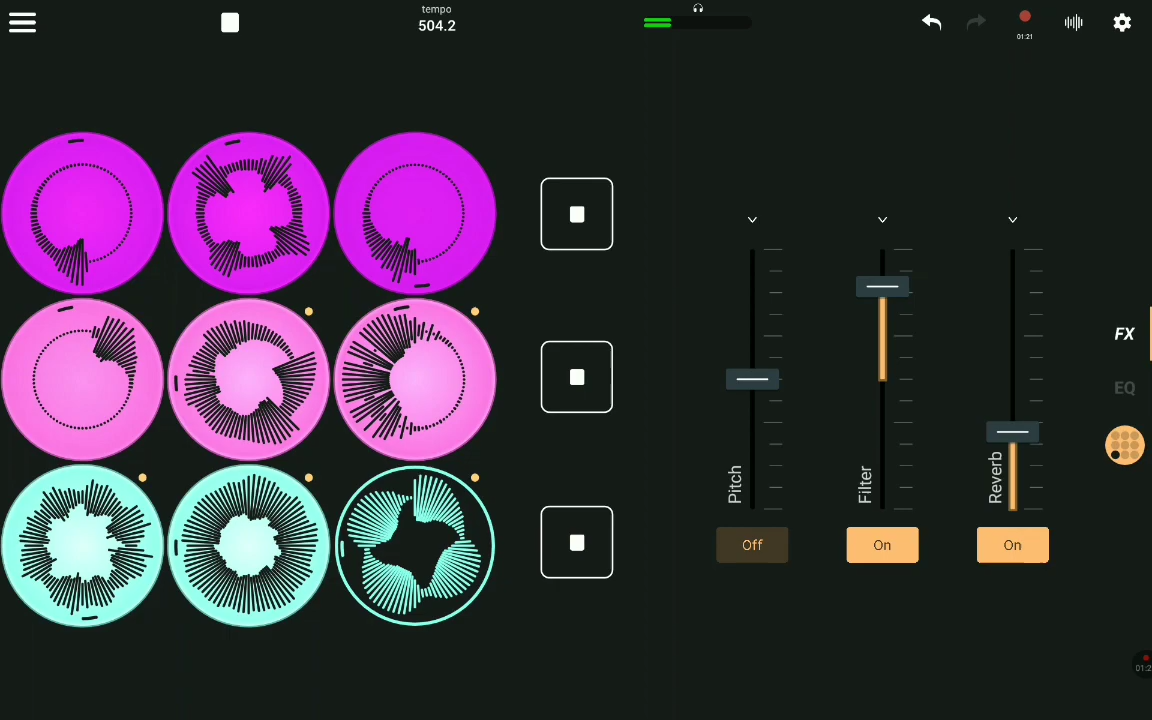 tempo
504.2
01:21
FX
EQ
Pitch
Filter
Reverb
Off
On
On